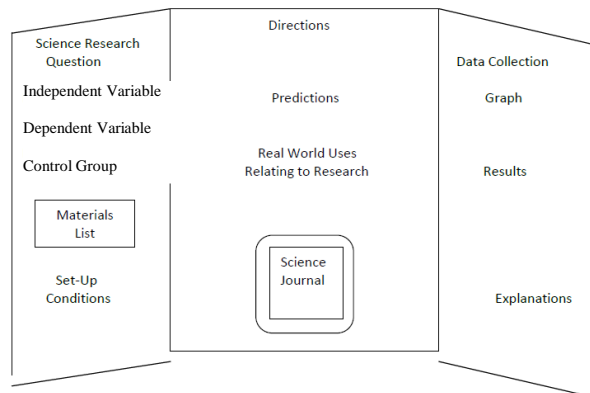 Science Research
Question
Independent Variable
Dependent Variable
Control Group
Materials
List
Set-Up
Conditions
Directions
Predictions
Real World Uses
Relating to Research
Science
Journal
Data Collection
Graph
Results
Explanations